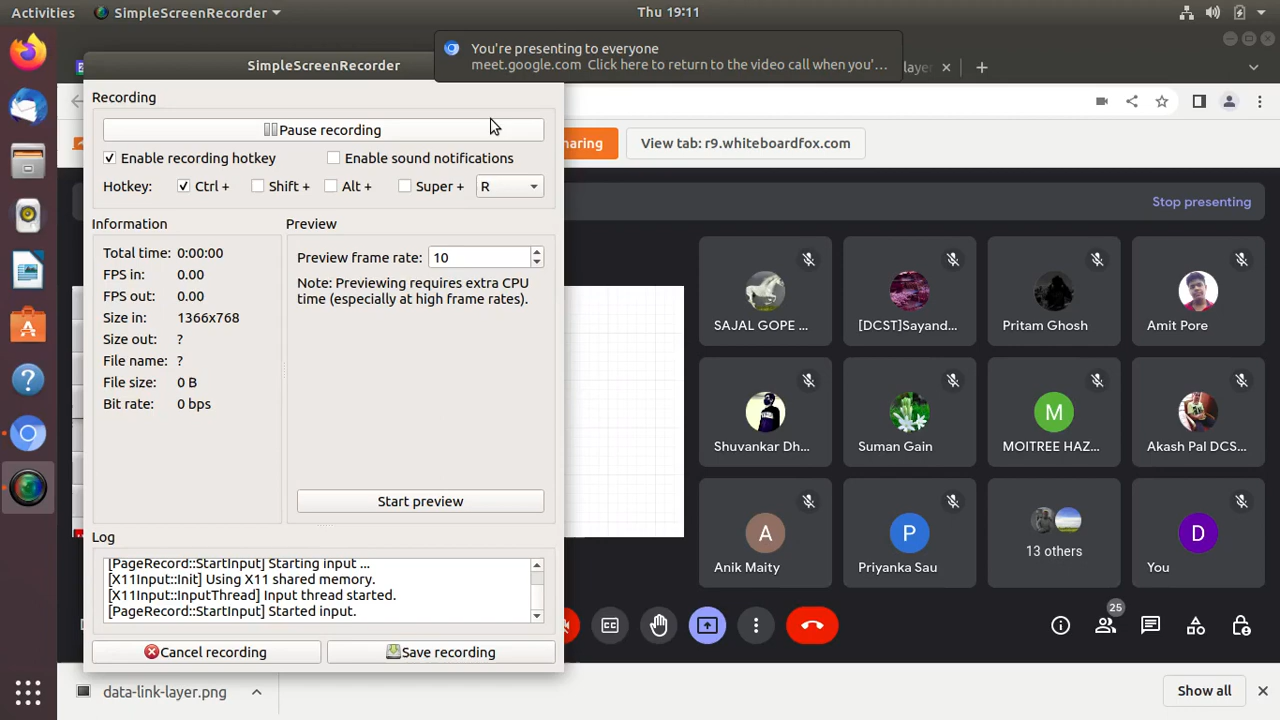 Activities
SimpleScreenRecorder
Thu 19:11
You're presenting to everyone
meet.google.com Click here to return to the video call when you'...
ayer
SimpleScreenRecorder
Recording
Pause recording
Enable recording hotkey
Enable sound notifications
Hotkey:
Ctrl +
Shift +
Alt +
Super +
R
Information
Total time: 0:00:00
FPS in: 0.00
FPS out: 0.00
Size in: 1366x768
Size out: ?
File name: ?
File size: 0 B
Bit rate: 0 bps
Preview
Preview frame rate: 10
Note: Previewing requires extra CPU
time (especially at high frame rates).
Start preview
Log
[PageRecord::StartInput] Starting input ...
[X11Input::Init] Using X11 shared memory.
[X11Input::InputThread] Input thread started.
[PageRecord::StartInput] Started input.
Cancel recording
Save recording
haring
View tab: r9.whiteboardfox.com
Stop presenting
SAJAL GOPE ...
[DCST]Sayand...
Pritam Ghosh
Amit Pore
Shuvankar Dh...
Suman Gain
M
MOITREE HAZ...
Akash Pal DCS...
A
Anik Maity
P
Priyanka Sau
13 others
D
You
25
data-link-layer.png
Show all